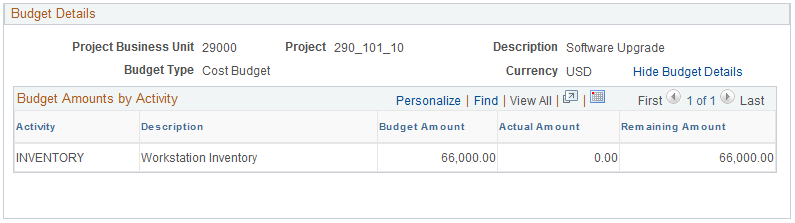 Budget Details
Project Business Unit 29000 Project 290_101_10 Description Software Upgrade
Budget Type Cost Budget Currency USD Hide Budget Details
Budget Amounts by Activity Personalize | Find | View All | | First 1 of 1 Last
Activity Description Budget Amount Actual Amount Remaining Amount
INVENTORY Workstation Inventory 66,000.00 0.00 66,000.00